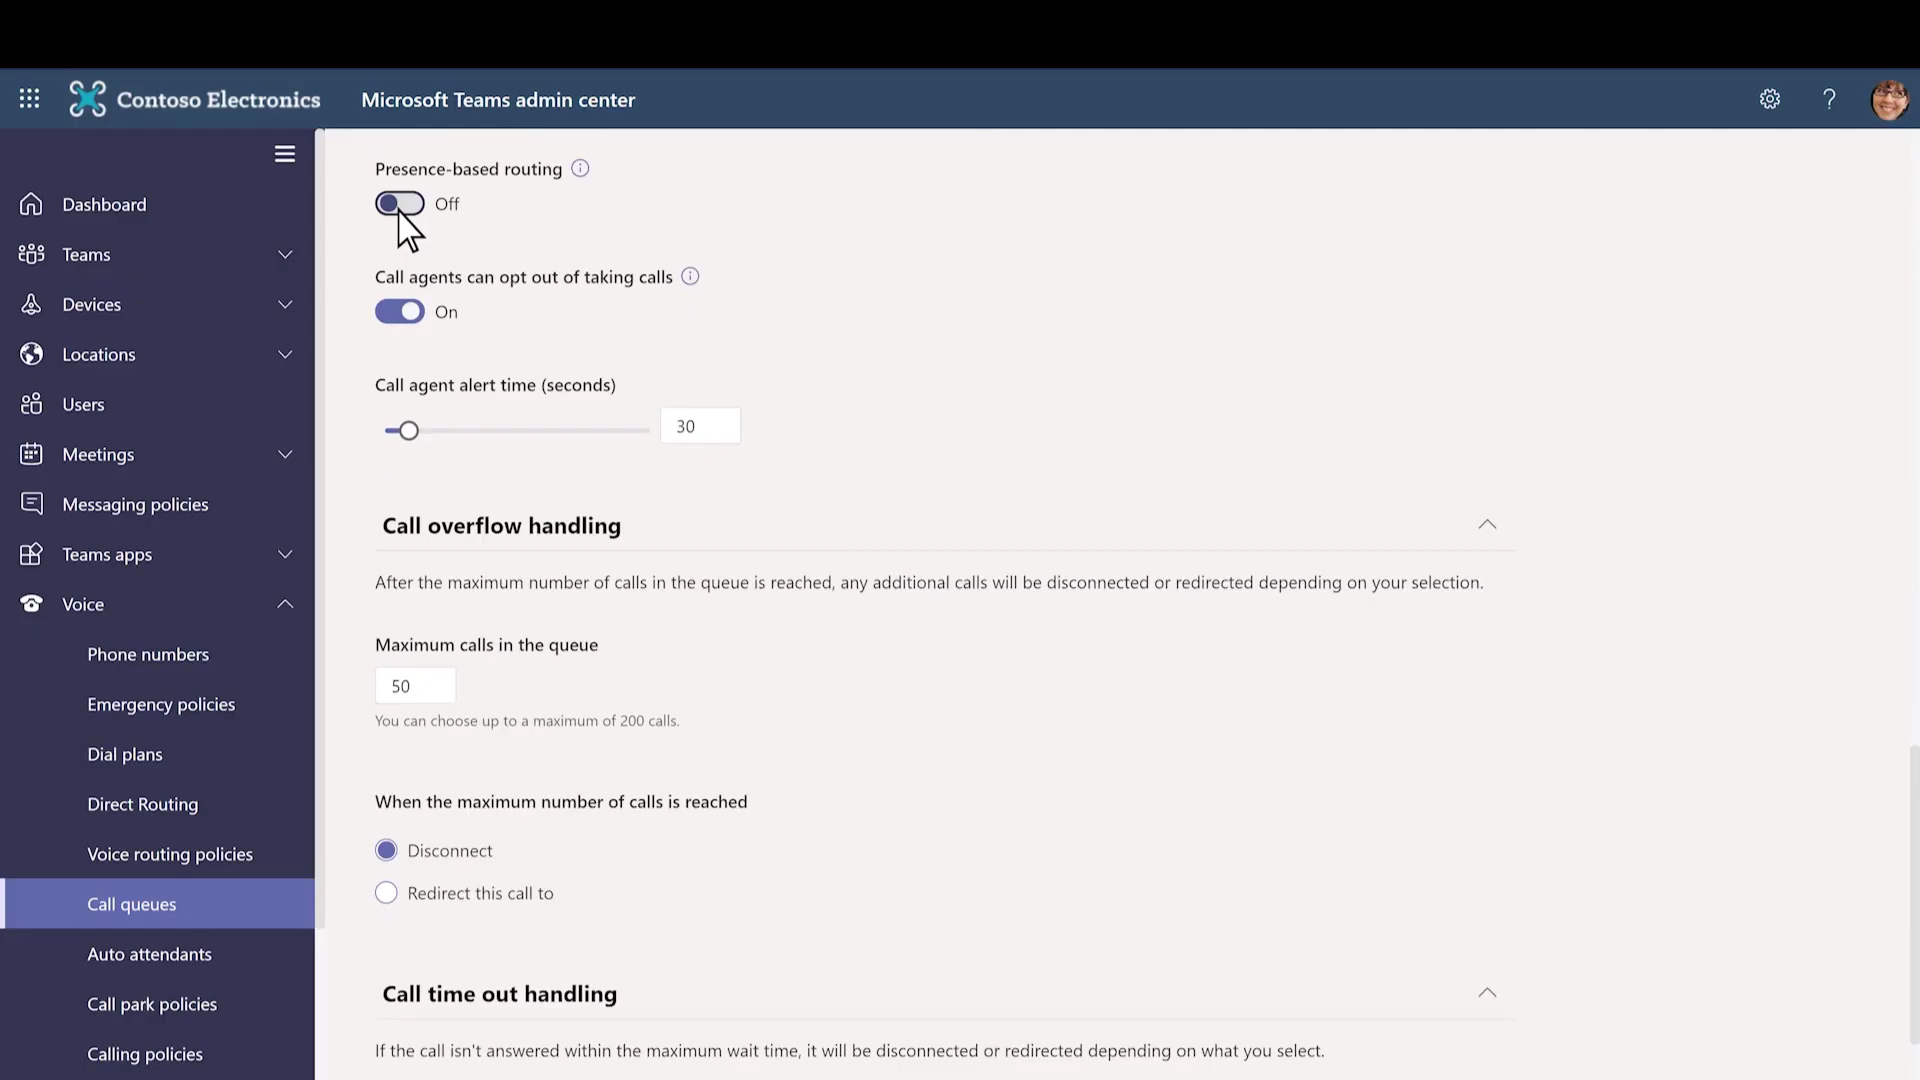 Contoso Electronics
Microsoft Teams admin center
?
Dashboard
Teams
Devices
Locations
Users
Meetings
Messaging policies
Teams apps
Voice
Phone numbers
Emergency policies
Dial plans
Direct Routing
Voice routing policies
Call queues
Auto attendants
Call park policies
Calling policies
Presence-based routing
Off
Call agents can opt out of taking calls
On
Call agent alert time (seconds)
30
Call overflow handling
After the maximum number of calls in the queue is reached, any additional calls will be disconnected or redirected depending on your selection.
Maximum calls in the queue
50
You can choose up to a maximum of 200 calls.
When the maximum number of calls is reached
Disconnect
Redirect this call to
Call time out handling
If the call isn't answered within the maximum wait time, it will be disconnected or redirected depending on what you select.